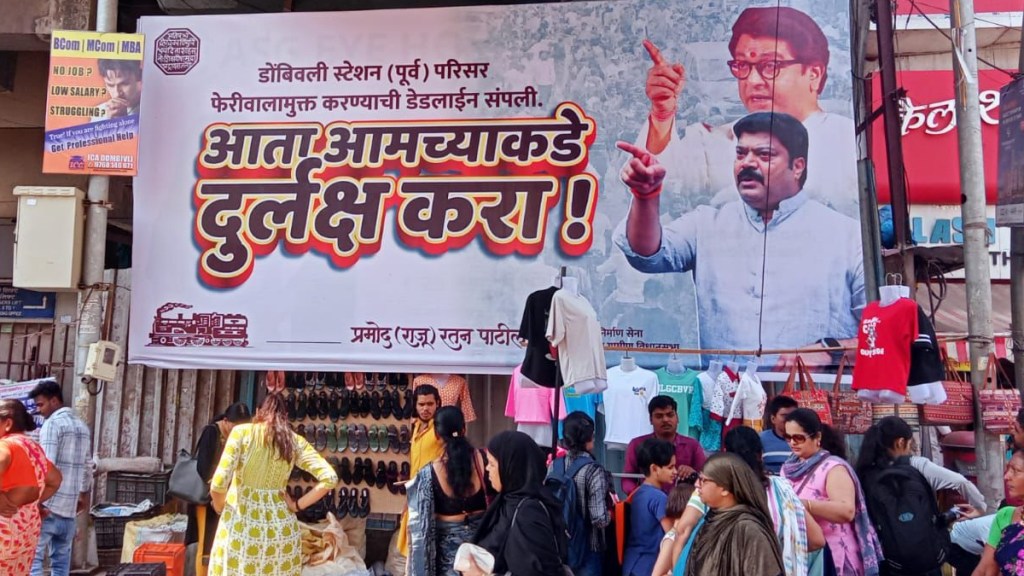 BCom | MCom | MBA
NO JOB ?
LOW SALARY ?
STRUGGLING ?
Get Professional Help
ICA DOMBIVLI
डोंबिवली स्टेशन (पूर्व) परिसर
फेरीवालामुक्त करण्याची डेडलाईन संपली.
आता आमच्याकडे
दुर्लक्ष करा !
प्रमोद (राजू) रतन पाटील
निर्माण सेना
ग्रामीण विधानसभा
कैलाश